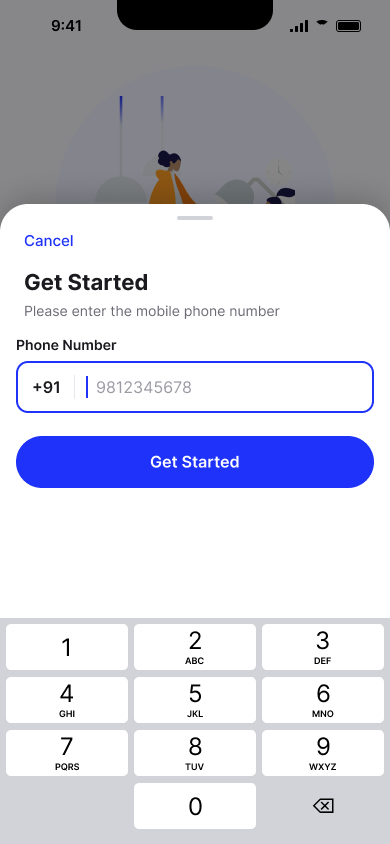 9:41
Cancel
Get Started
Please enter the mobile phone number
Phone Number
+91 9812345678
Get Started
1 2 3
ABC DEF
4 5 6
GHI JKL MNO
7 8 9
PQRS TUV WXYZ
0